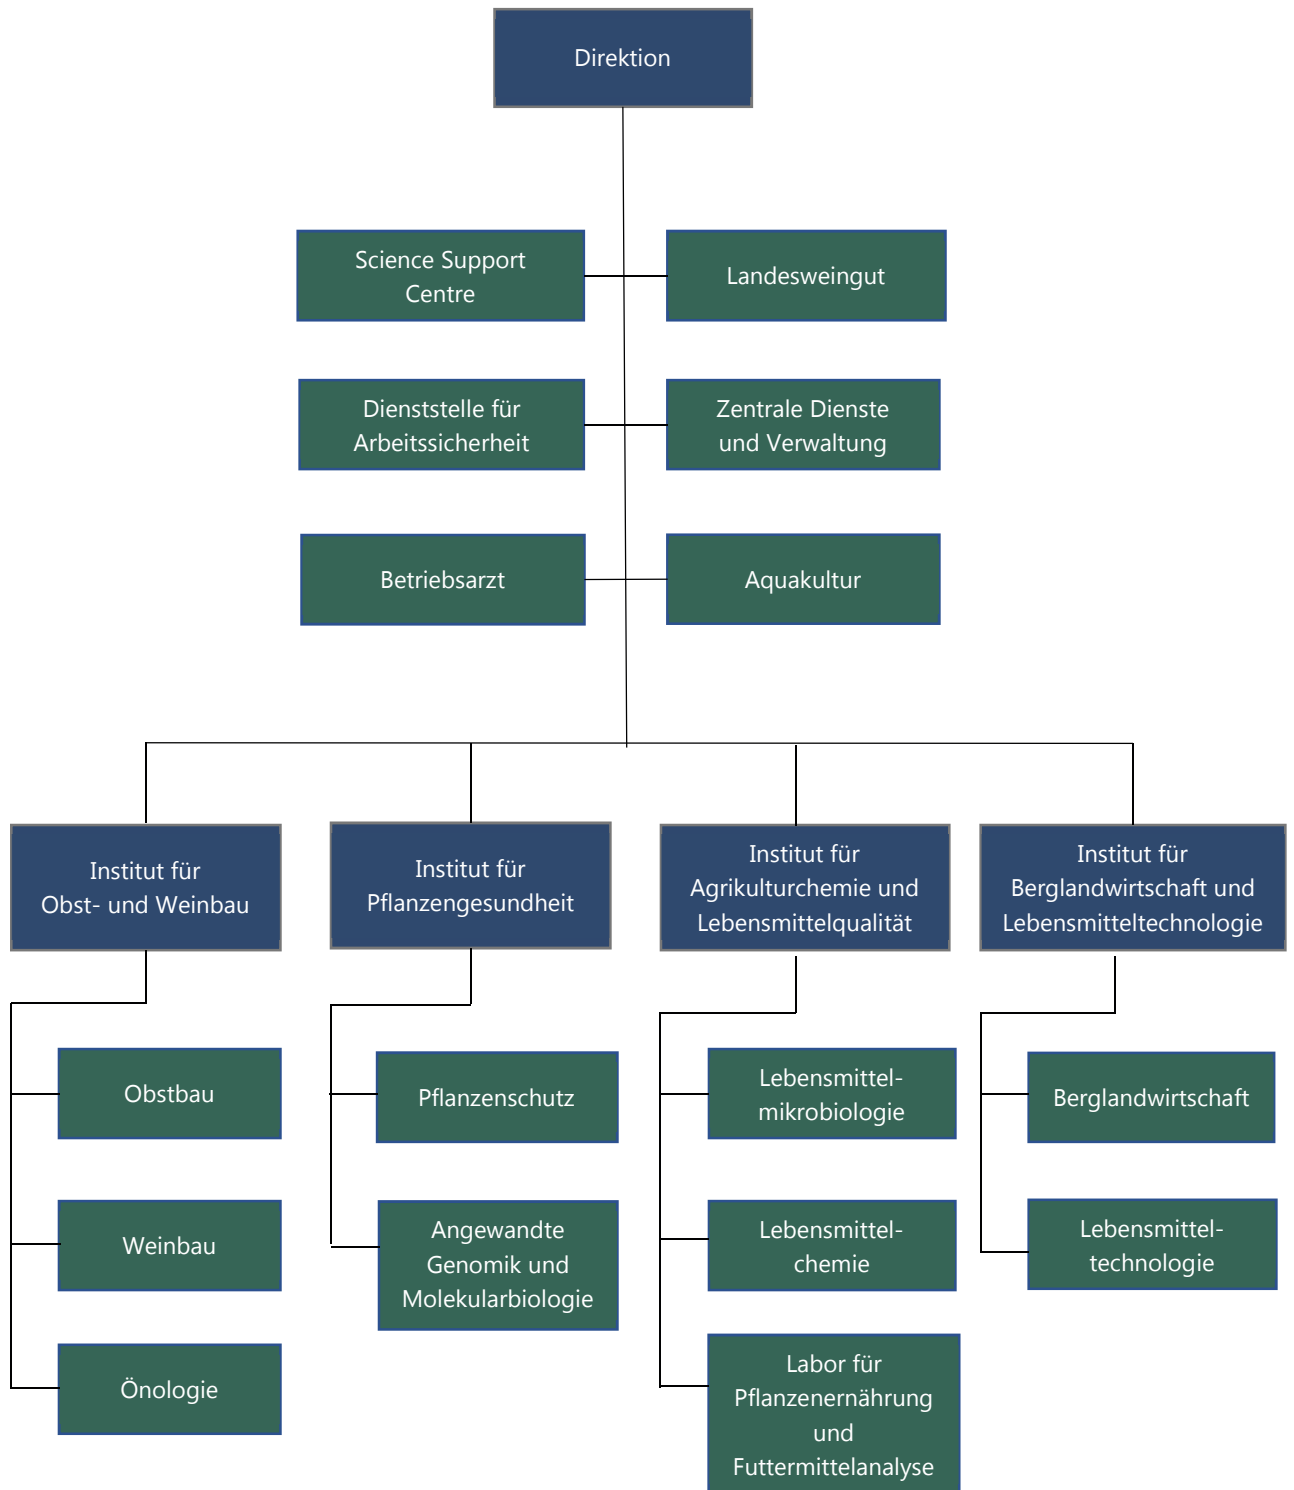 Direktion
Science Support
Centre
Landesweingut
Dienststelle für
Arbeitssicherheit
Zentrale Dienste
und Verwaltung
Betriebsarzt
Aquakultur
Institut für
Obst- und Weinbau
Institut für
Pflanzengesundheit
Institut für
Agrikulturchemie und
Lebensmittelqualität
Institut für
Berglandwirtschaft und
Lebensmitteltechnologie
Obstbau
Weinbau
Önologie
Pflanzenschutz
Angewandte
Genomik und
Molekularbiologie
Lebensmittel-
mikrobiologie
Lebensmittel-
chemie
Labor für
Pflanzenernährung
und
Futtermittelanalyse
Berglandwirtschaft
Lebensmittel-
technologie